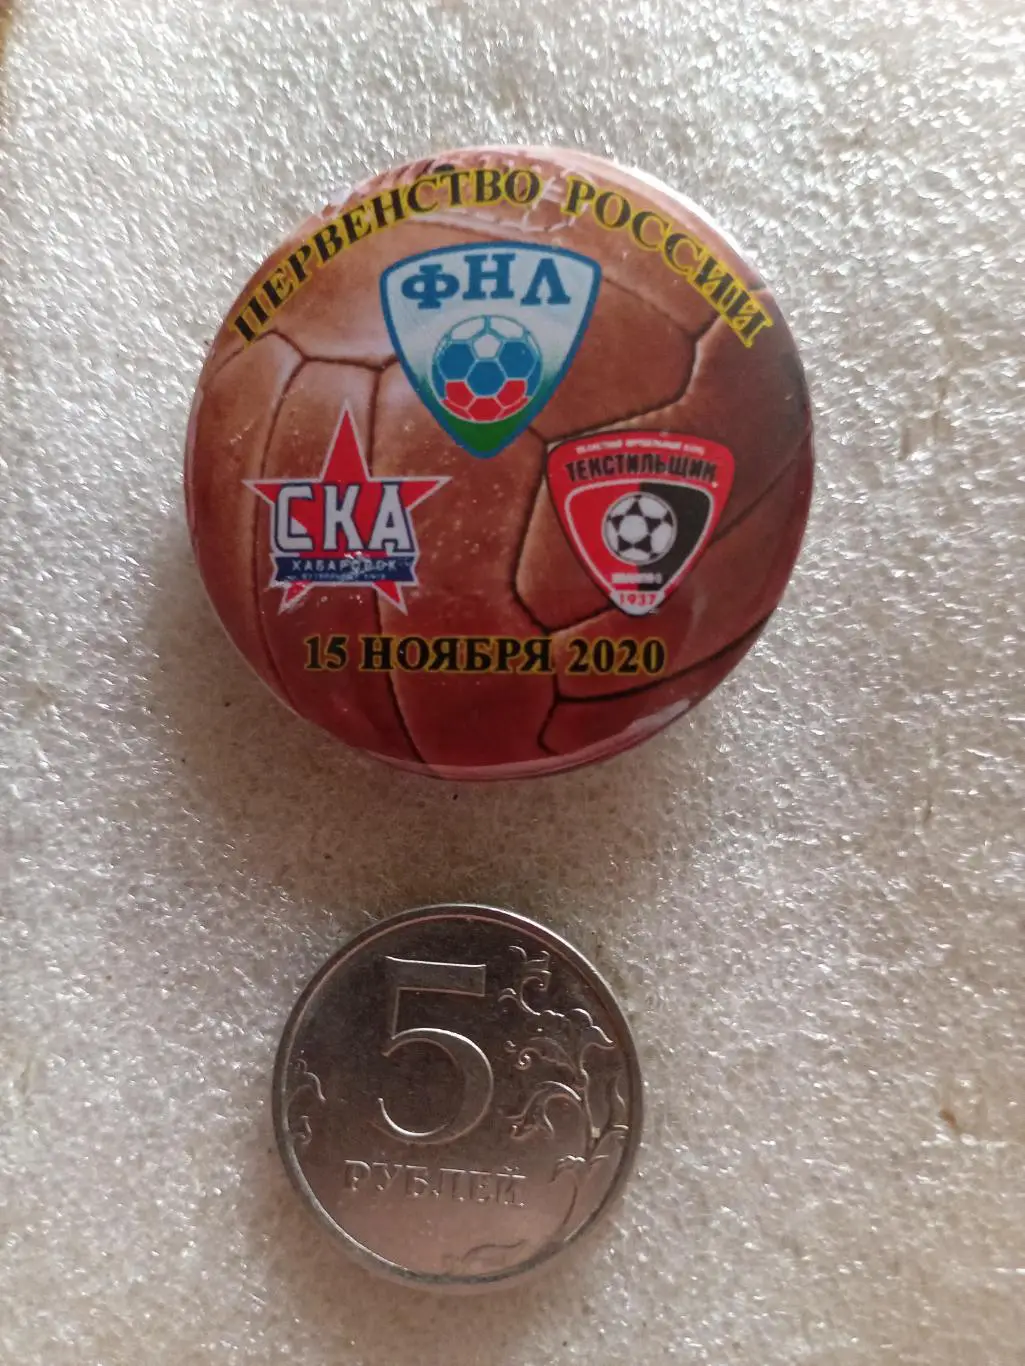 ПЕРВЕНСТВО РОССИИ
ФНЛ
ТЕКСТИЛЬЩИК
СКА
ХАБАРОВСК
1937
15 НОЯБРЯ 2020
5
РУБЛЕЙ